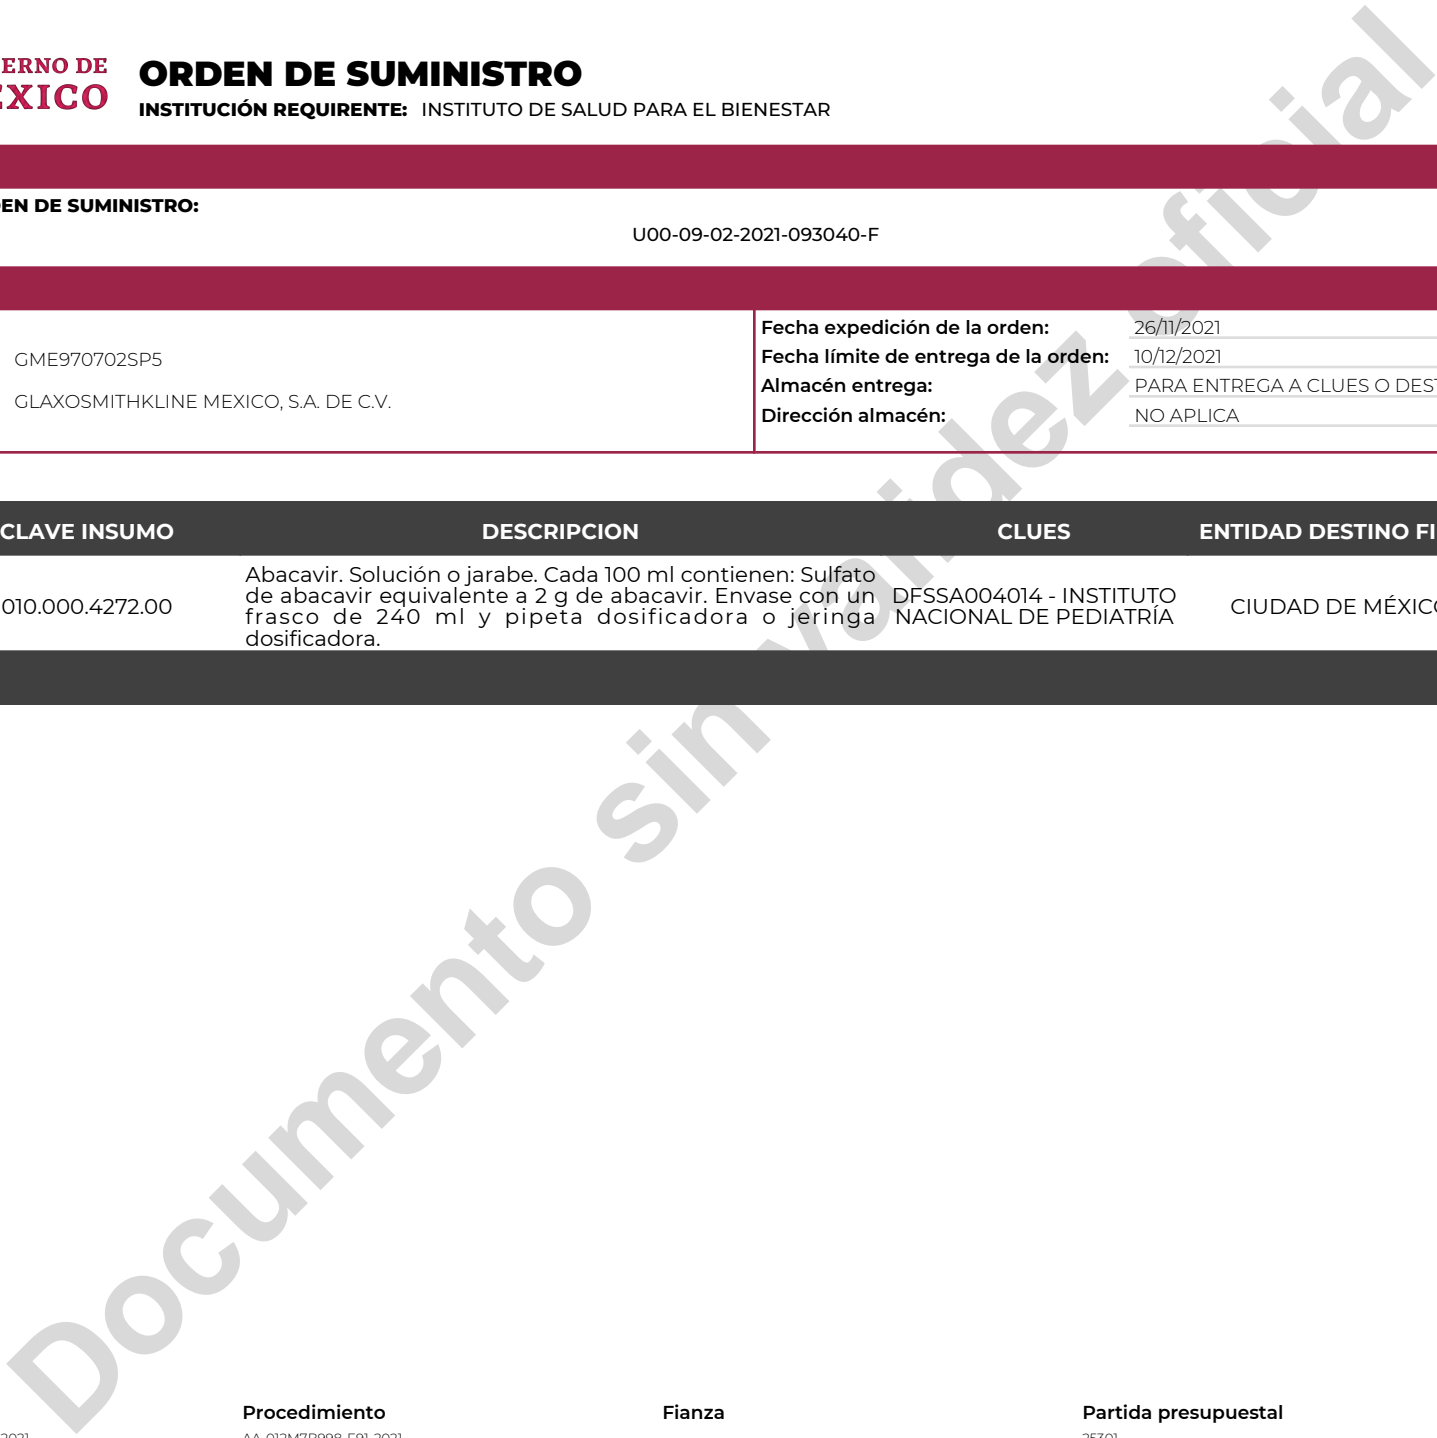 ERNO DE
ÉXICO
ORDEN DE SUMINISTRO
INSTITUCIÓN REQUIRENTE: INSTITUTO DE SALUD PARA EL BIENESTAR
EN DE SUMINISTRO:
U00-09-02-2021-093040-F
GME970702SP5
GLAXOSMITHKLINE MEXICO, S.A. DE C.V.
Fecha expedición de la orden: 26/11/2021
Fecha límite de entrega de la orden: 10/12/2021
Almacén entrega: PARA ENTREGA A CLUES O DEST
Dirección almacén: NO APLICA
CLAVE INSUMO DESCRIPCION CLUES ENTIDAD DESTINO FI
010.000.4272.00
Abacavir. Solución o jarabe. Cada 100 ml contienen: Sulfato
de abacavir equivalente a 2 g de abacavir. Envase con un
frasco de 240 ml y pipeta dosificadora o jeringa
dosificadora.
DFSSA004014 - INSTITUTO
NACIONAL DE PEDIATRÍA
CIUDAD DE MÉXICO
Documento sin validez oficial
Procedimiento Fianza Partida presupuestal